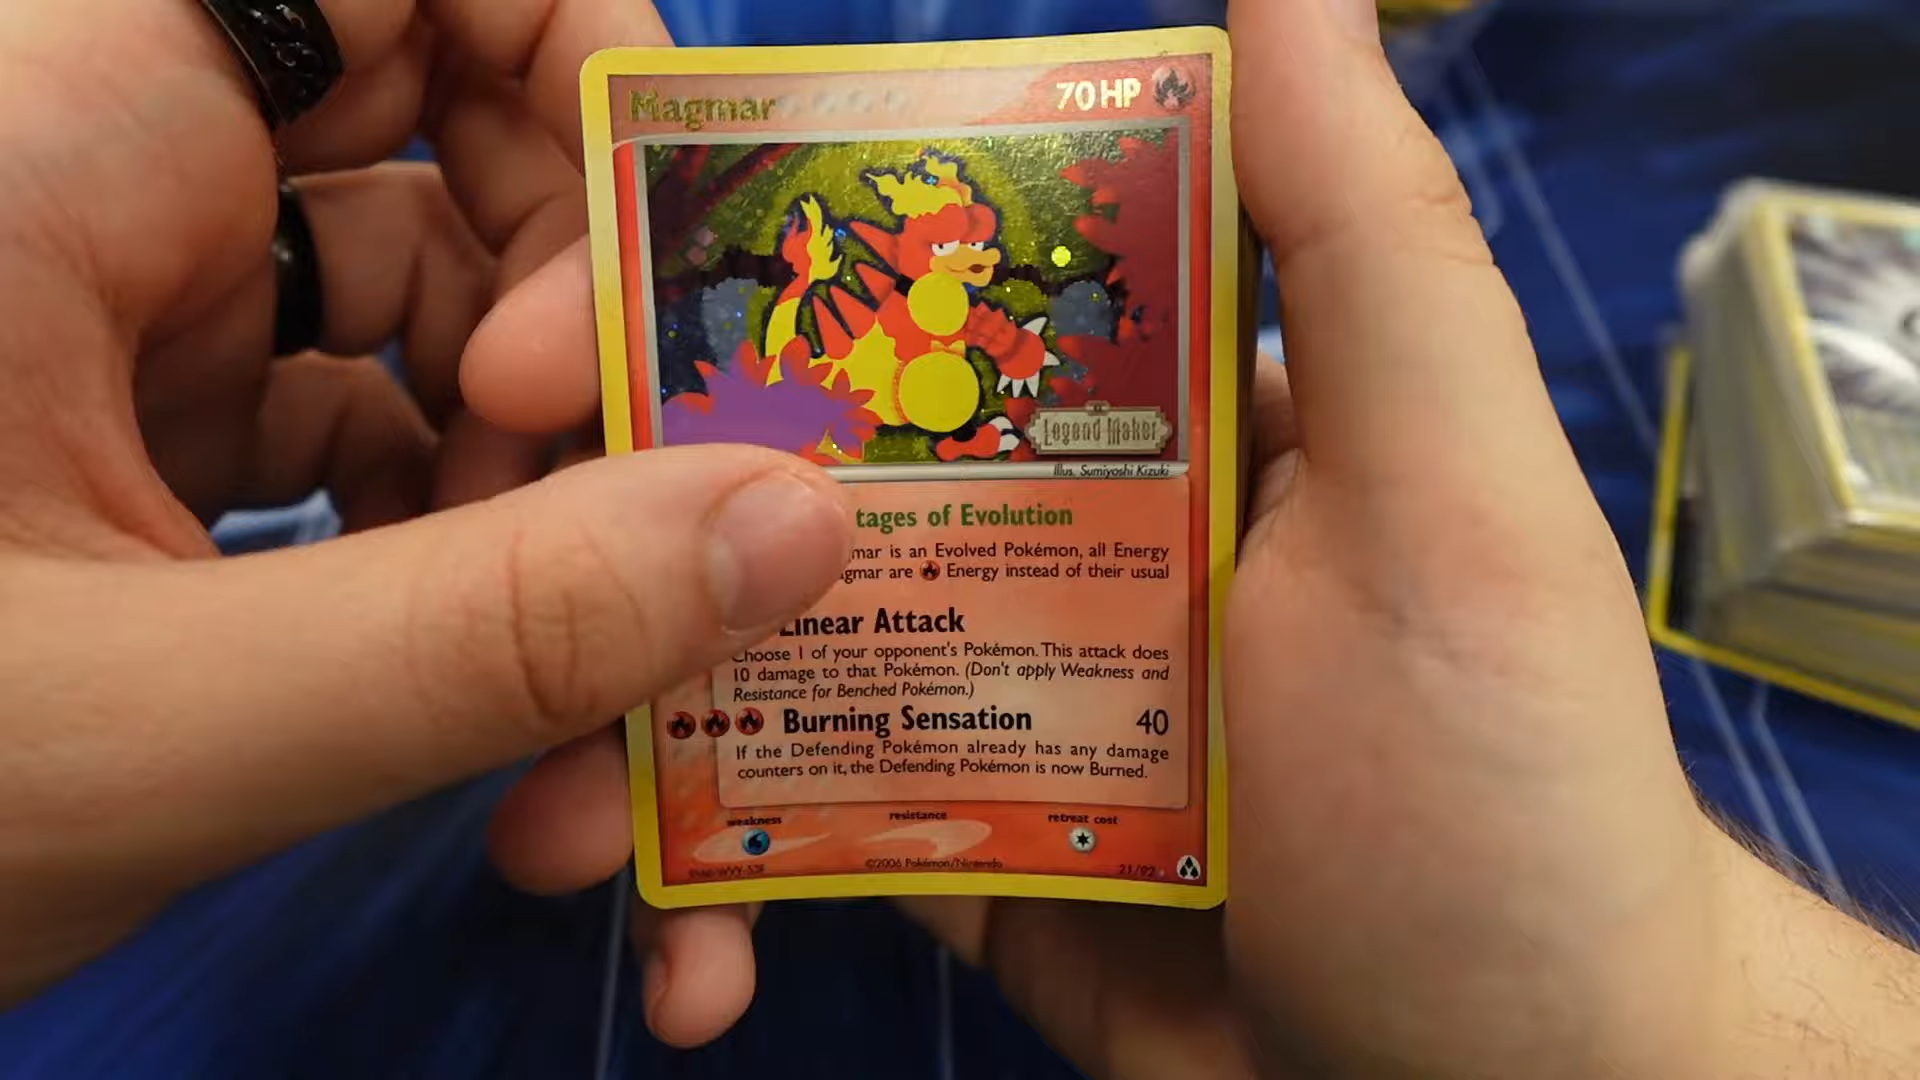 Magmar 70 HP
Legend Maker
Illus. Sumiyoshi Kizuki
tages of Evolution
mar is an Evolved Pokémon, all Energy
gmar are Energy instead of their usual
Linear Attack
Choose 1 of your opponent's Pokémon. This attack does
10 damage to that Pokémon. (Don't apply Weakness and
Resistance for Benched Pokémon.)
Burning Sensation 40
If the Defending Pokémon already has any damage
counters on it, the Defending Pokémon is now Burned.
weakness resistance retreat cost
©2006 Pokémon/Nintendo